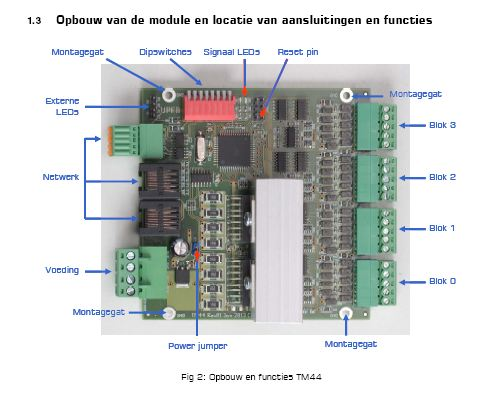 1.3 Opbouw van de module en locatie van aansluitingen en functies
Montagegat
Dipswitches
Signaal LEDs
Reset pin
Montagegat
Externe
LEDs
Blok 3
Netwerk
Blok 2
Blok 1
Voeding
Blok 0
Montagegat
Power jumper
Montagegat
Fig 2: Opbouw en functies TM44